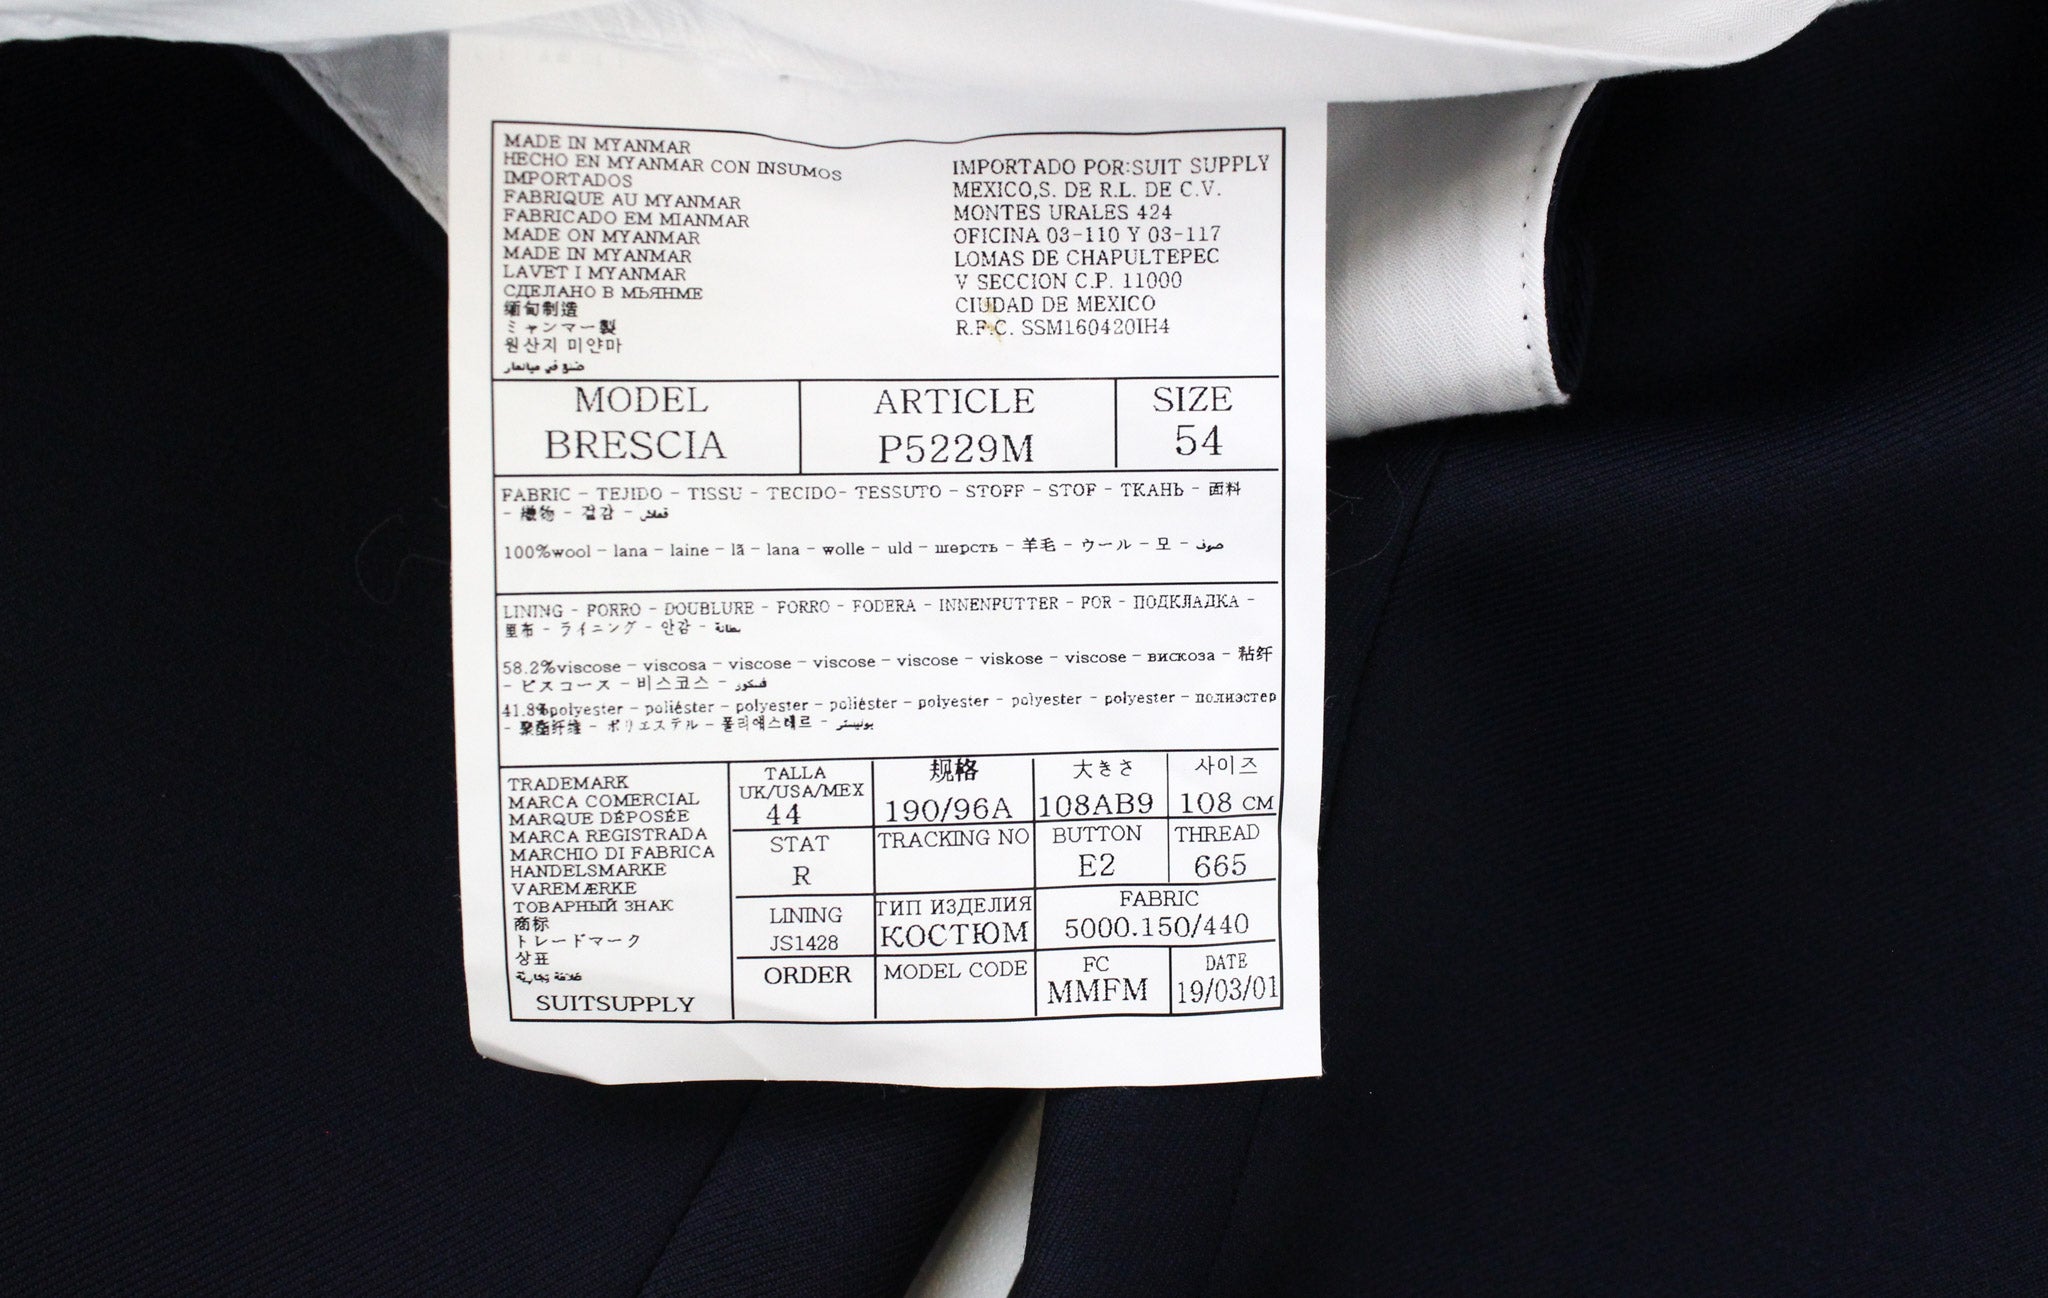 MADE IN MYANMAR
HECHO EN MYANMAR CON INSUMOS
IMPORTADOS
FABRIQUE AU MYANMAR
FABRICADO EM MIANMAR
MADE ON MYANMAR
MADE IN MYANMAR
LAVET I MYANMAR
СДЕЛАНО В МЬЯНМЕ
缅甸制造
ミャンマー製
원산지 미얀마
صنع في ميانمار
IMPORTADO POR:SUIT SUPPLY
MEXICO,S. DE R.L. DE C.V.
MONTES URALES 424
OFICINA 03-110 Y 03-117
LOMAS DE CHAPULTEPEC
V SECCION C.P. 11000
CIUDAD DE MEXICO
R.F.C. SSM160420IH4
MODEL
BRESCIA
ARTICLE
P5229M
SIZE
54
FABRIC - TEJIDO - TISSU - TECIDO- TESSUTO - STOFF - STOF - ТКАНЬ - 面料
- 織物 - 겉감 - قماش
100%wool - lana - laine - lã - lana - wolle - uld - шерсть - 羊毛 - ウール - 모 - صوف
LINING - FORRO - DOUBLURE - FORRO - FODERA - INNENFUTTER - FOR - ПОДКЛАДКА -
里布 - ライニング - 안감 - بطانة
58.2%viscose - viscosa - viscose - viscose - viscose - viskose - viscose - вискоза - 粘纤
- ビスコース - 비스코스 - فسكوز
41.8%polyester - poliéster - polyester - poliéster - polyester - polyester - polyester - полиэстер
- 聚酯纤维 - ポリエステル - 폴리에스테르 - بوليستر
TRADEMARK
MARCA COMERCIAL
MARQUE DÉPOSÉE
MARCA REGISTRADA
MARCHIO DI FABRICA
HANDELSMARKE
VAREMÆRKE
ТОВАРНЫЙ ЗНАК
商标
トレードマーク
상표
علامة تجارية
SUITSUPPLY
TALLA
UK/USA/MEX
44
规格
190/96A
大きさ
108AB9
사이즈
108 CM
STAT
R
TRACKING NO
BUTTON
E2
THREAD
665
LINING
JS1428
ТИП ИЗДЕЛИЯ
КОСТЮМ
FABRIC
5000.150/440
ORDER
MODEL CODE
FC
MMFM
DATE
19/03/01